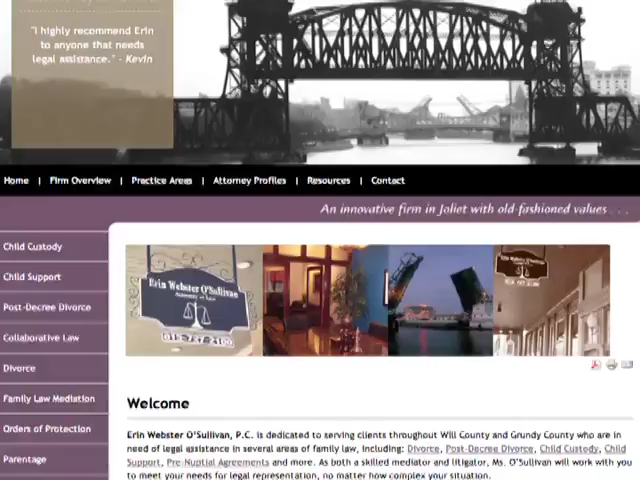 "I highly recommend Erin
to anyone that needs
legal assistance." - Kevin
Home | Firm Overview | Practice Areas | Attorney Profiles | Resources | Contact
An innovative firm in Joliet with old-fashioned values . . .
Child Custody
Child Support
Post-Decree Divorce
Collaborative Law
Divorce
Family Law Mediation
Orders of Protection
Parentage
Erin Webster O'Sullivan
Attorney at Law
Welcome
Erin Webster O'Sullivan, P.C. is dedicated to serving clients throughout Will County and Grundy County who are in
need of legal assistance in several areas of family law, including: Divorce, Post-Decree Divorce, Child Custody, Child
Support, Pre-Nuptial Agreements and more. As both a skilled mediator and litigator, Ms. O'Sullivan will work with you
to meet your needs for legal representation, no matter how complex your situation.